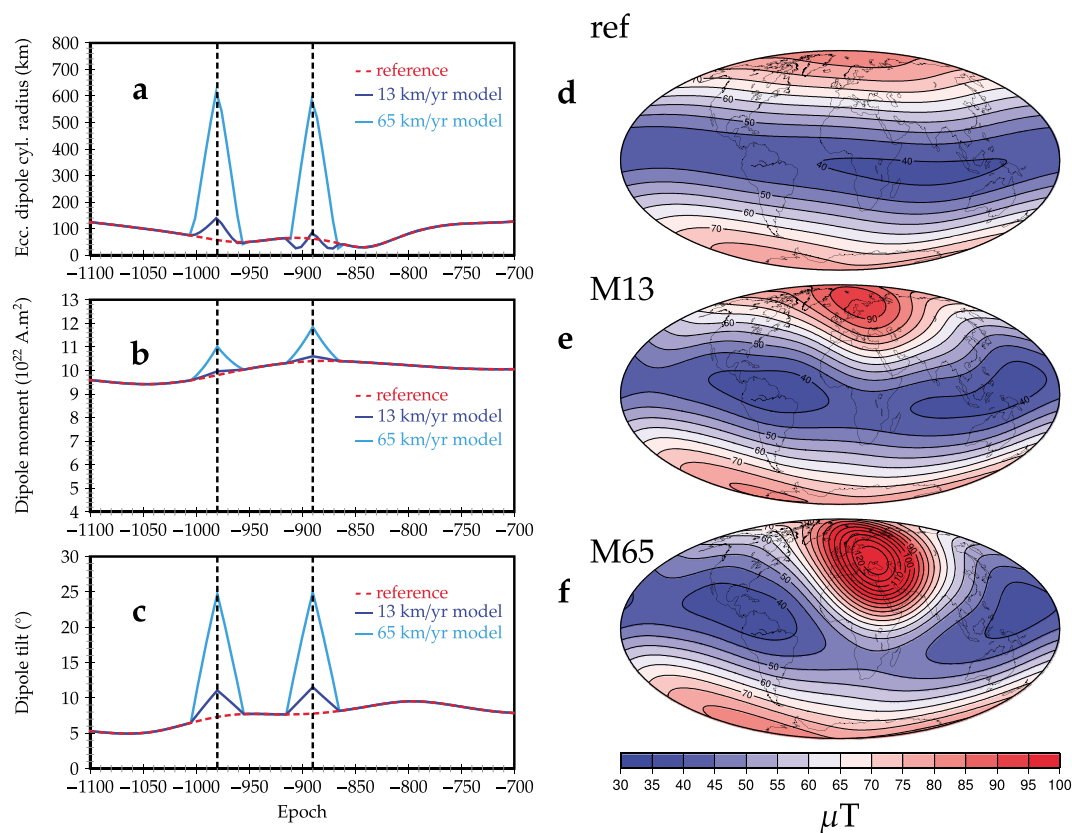 Ecc. dipole cyl. radius (km)
800
700
600
500
400
300
200
100
0
a
reference
13 km/yr model
65 km/yr model
−1100 −1050 −1000 −950 −900 −850 −800 −750 −700
Dipole moment (10²² A.m²)
13
12
11
10
9
8
7
6
5
4
b
reference
13 km/yr model
65 km/yr model
−1100 −1050 −1000 −950 −900 −850 −800 −750 −700
Dipole tilt (°)
30
25
20
15
10
5
0
c
reference
13 km/yr model
65 km/yr model
−1100 −1050 −1000 −950 −900 −850 −800 −750 −700
Epoch
ref
d
70 60 50 40 40 50 60 70
M13
e
60 90 70 40 40 50 60 70
M65
f
70 60 120 110 100 60 40 40 50 60 70
30 35 40 45 50 55 60 65 70 75 80 85 90 95 100
μT